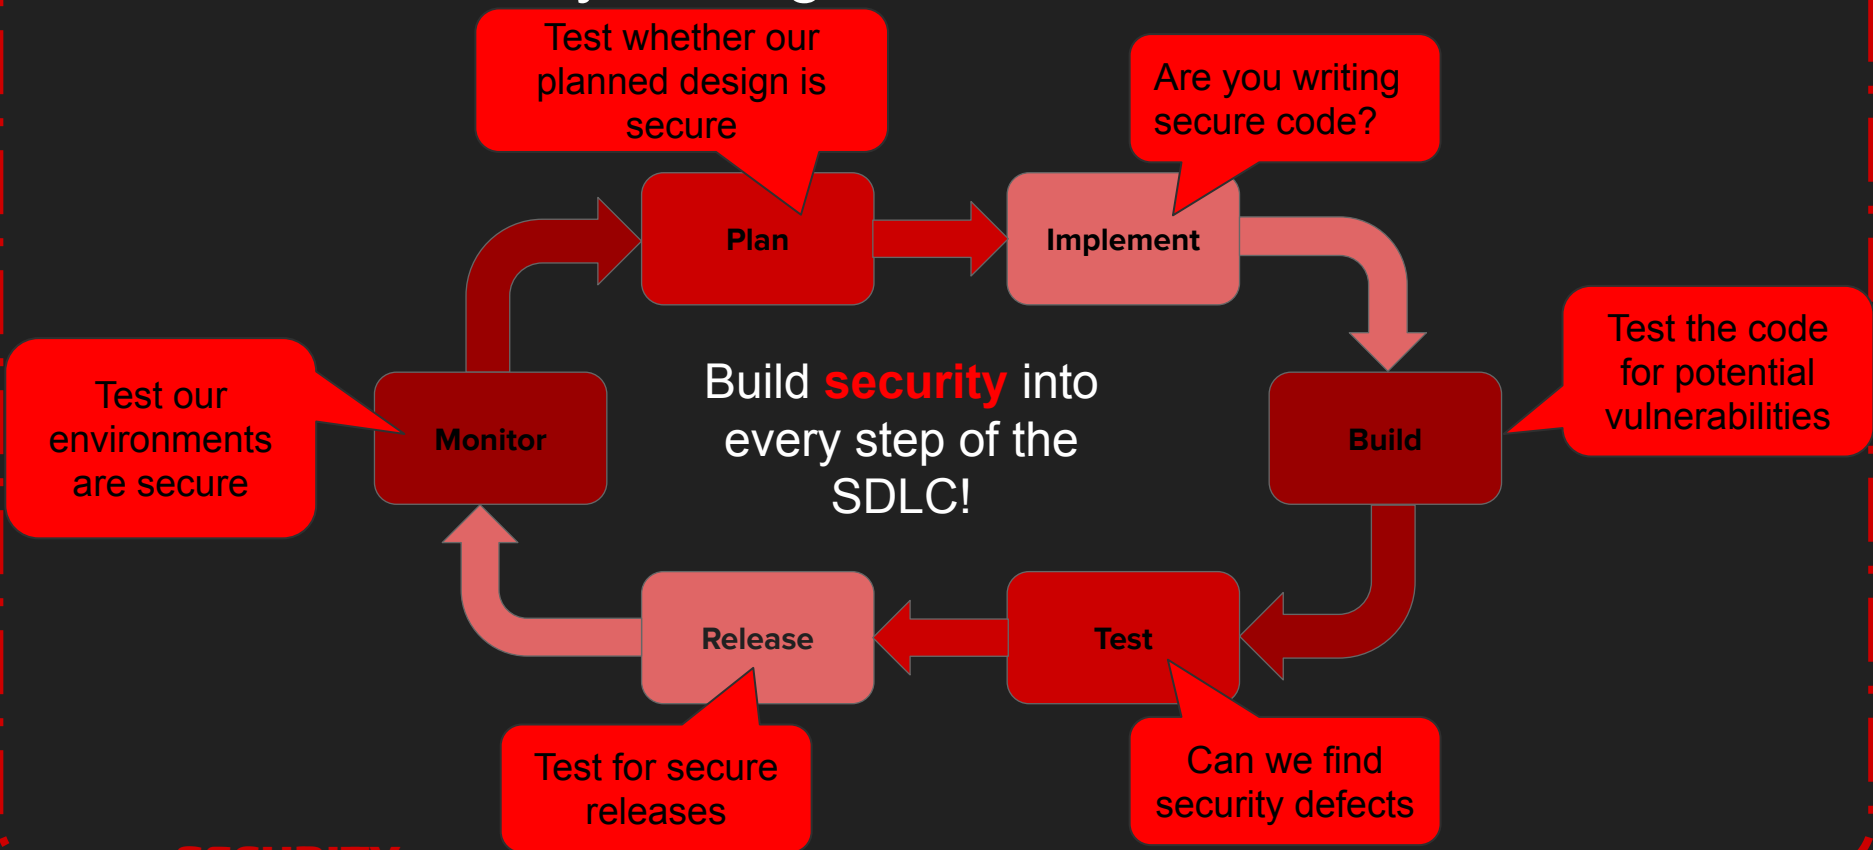 Test whether our
planned design is
secure
Are you writing
secure code?
Plan
Implement
Test the code
for potential
vulnerabilities
Build security into
every step of the
SDLC!
Test our
environments
are secure
Monitor
Build
Release
Test
Test for secure
releases
Can we find
security defects